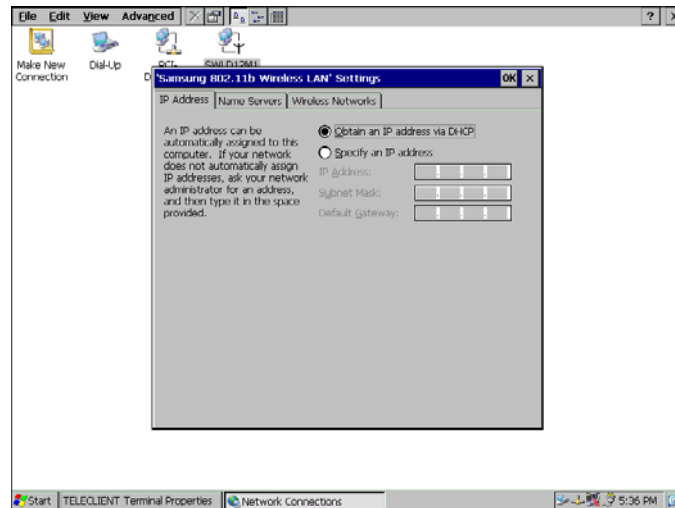 File Edit View Advanced ?
Make New
Connection
Dial-Up
PCI-
SWLD12M1
D
'Samsung 802.11b Wireless LAN' Settings OK
IP Address Name Servers Wireless Networks
An IP address can be
automatically assigned to this
computer. If your network
does not automatically assign
IP addresses, ask your network
administrator for an address,
and then type it in the space
provided.
Obtain an IP address via DHCP
Specify an IP address
IP Address:
Subnet Mask:
Default Gateway:
Start TELECLIENT Terminal Properties Network Connections 5:36 PM